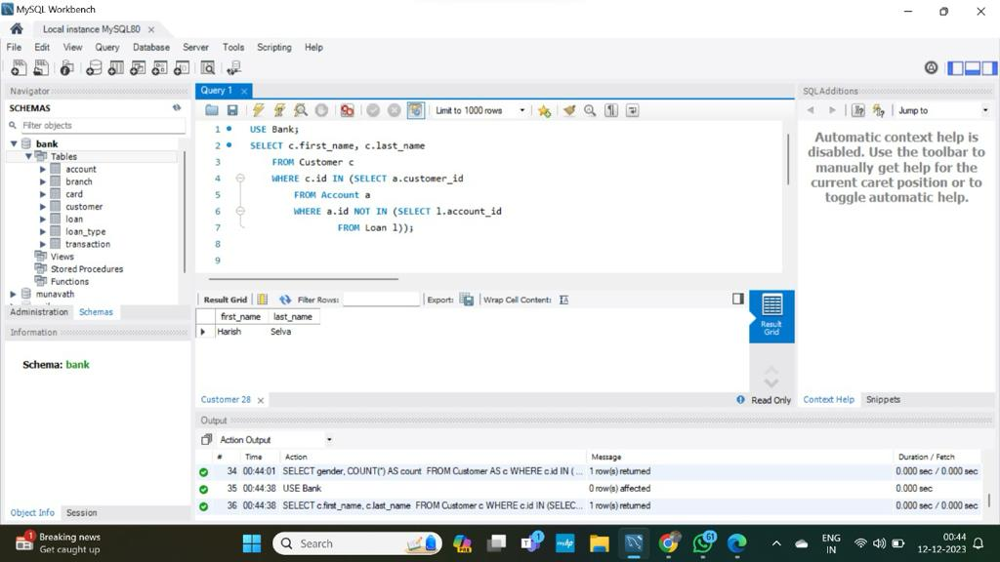 MySQL Workbench
Local instance MySQL80
File Edit View Query Database Server Tools Scripting Help
Navigator
SCHEMAS
Filter objects
bank
Tables
account
branch
card
customer
loan
loan_type
transaction
Views
Stored Procedures
Functions
munavath
Administration Schemas
Information
Schema: bank
Object Info Session
Query 1
Limit to 1000 rows
1 USE Bank;
2 SELECT c.first_name, c.last_name
3 FROM Customer c
4 WHERE c.id IN (SELECT a.customer_id
5 FROM Account a
6 WHERE a.id NOT IN (SELECT l.account_id
7 FROM Loan l));
8
9
Result Grid Filter Rows: Export: Wrap Cell Content:
first_name last_name
Harish Selva
Result
Grid
Customer 28
Read Only
SQLAdditions
Jump to
Automatic context help is
disabled. Use the toolbar to
manually get help for the
current caret position or to
toggle automatic help.
Context Help Snippets
Output
Action Output
# Time Action Message Duration / Fetch
34 00:44:01 SELECT gender, COUNT(*) AS count FROM Customer AS c WHERE c.id IN ( ... 1 row(s) returned 0.000 sec / 0.000 sec
35 00:44:38 USE Bank 0 row(s) affected 0.000 sec
36 00:44:38 SELECT c.first_name, c.last_name FROM Customer c WHERE c.id IN (SELEC... 1 row(s) returned 0.000 sec / 0.000 sec
1
Breaking news
Get caught up
Search
1
myhp
61
ENG
IN
00:44
12-12-2023